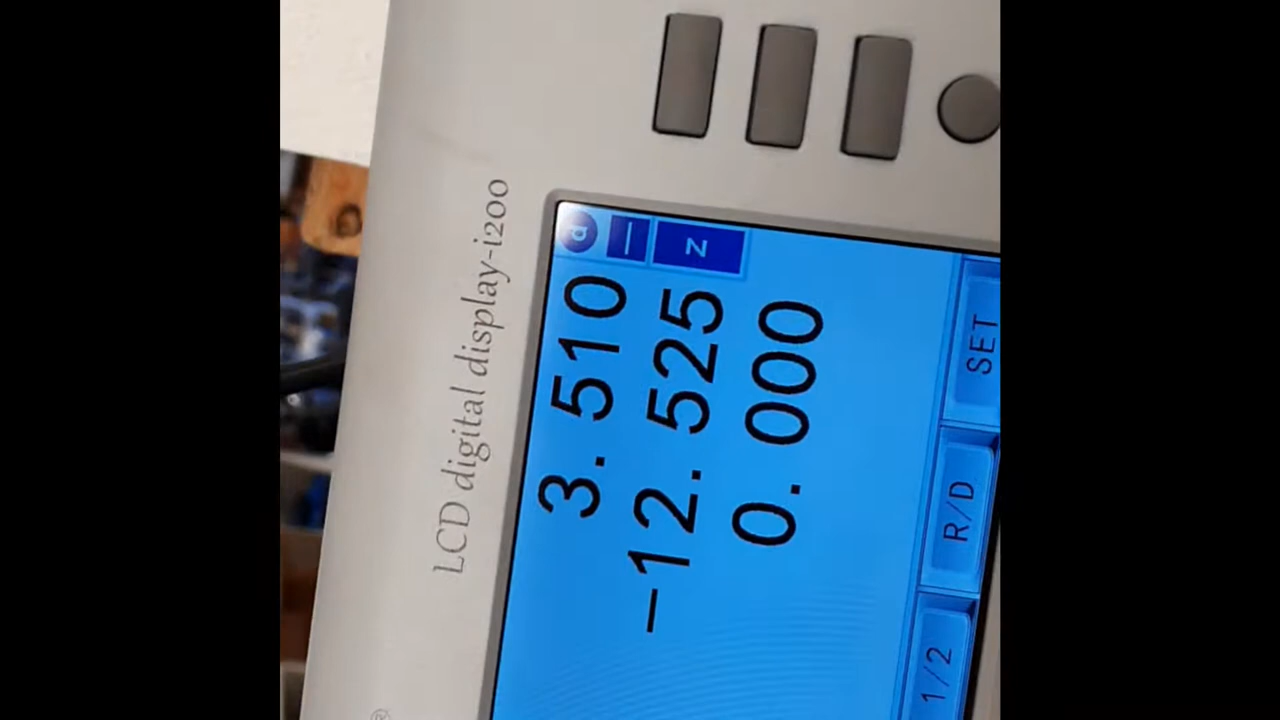 ®
LCD digital display-i200
3.510 d
-12.525
0.000 Z
1/2 R/D SET